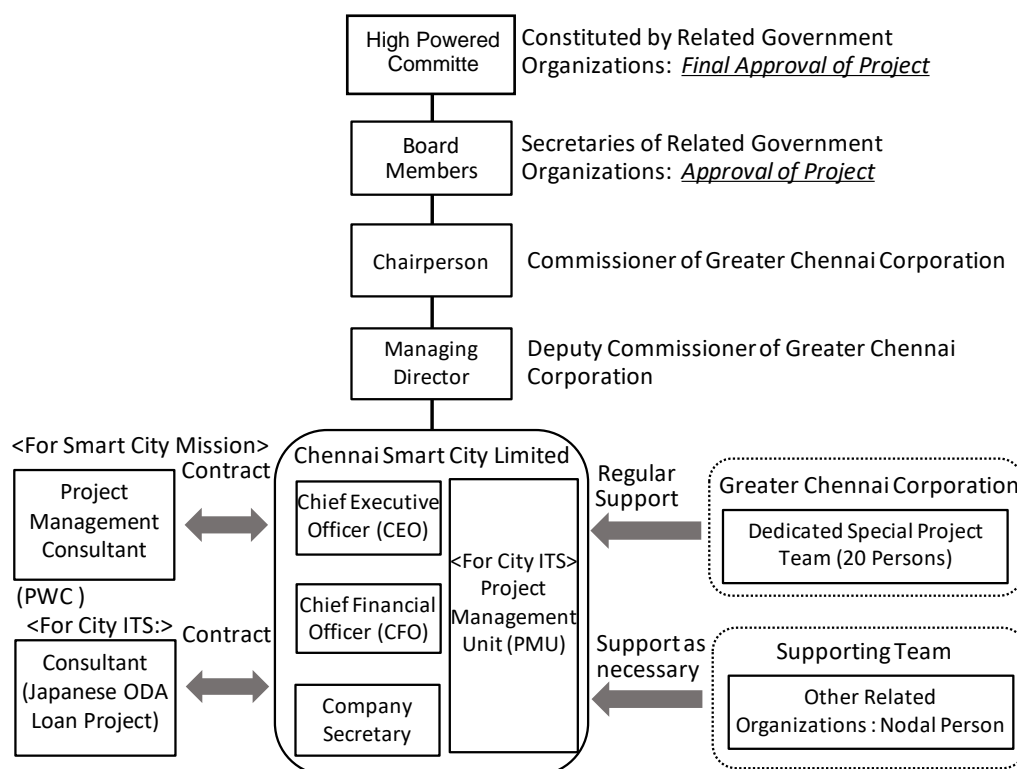 High Powered
Committe
Constituted by Related Government
Organizations: Final Approval of Project
Board
Members
Secretaries of Related Government
Organizations: Approval of Project
Chairperson
Commissioner of Greater Chennai Corporation
Managing
Director
Deputy Commissioner of Greater Chennai
Corporation
<For Smart City Mission>
Contract
Project
Management
Consultant
(PWC )
<For City ITS:>
Contract
Consultant
(Japanese ODA
Loan Project)
Chennai Smart City Limited
Chief Executive
Officer (CEO)
Chief Financial
Officer (CFO)
Company
Secretary
<For City ITS>
Project
Management
Unit (PMU)
Regular
Support
Greater Chennai Corporation
Dedicated Special Project
Team (20 Persons)
Support as
necessary
Supporting Team
Other Related
Organizations : Nodal Person